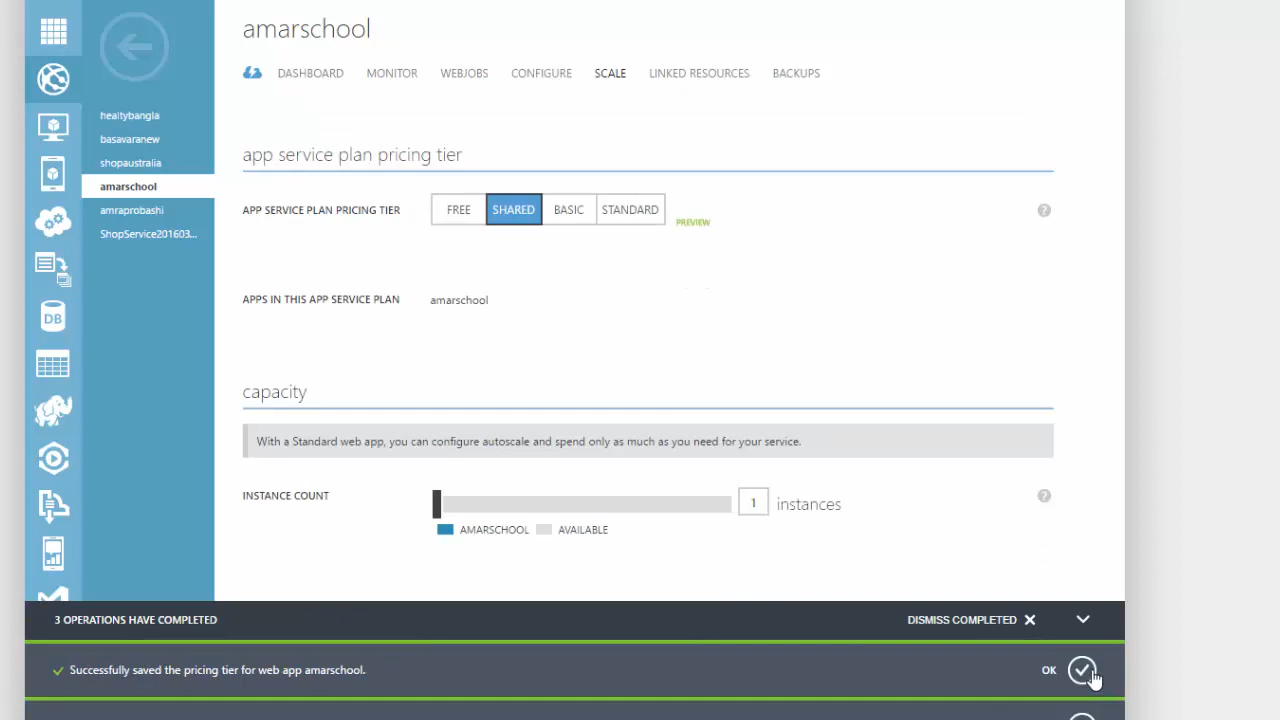 amarschool
DASHBOARD MONITOR WEBJOBS CONFIGURE SCALE LINKED RESOURCES BACKUPS
healtybangla
basavaranew
shopaustralia
amarschool
amraprobashi
ShopService201603...
DB
app service plan pricing tier
APP SERVICE PLAN PRICING TIER FREE SHARED BASIC STANDARD PREVIEW ?
APPS IN THIS APP SERVICE PLAN amarschool
capacity
With a Standard web app, you can configure autoscale and spend only as much as you need for your service.
INSTANCE COUNT 1 instances ?
AMARSCHOOL AVAILABLE
3 OPERATIONS HAVE COMPLETED DISMISS COMPLETED
Successfully saved the pricing tier for web app amarschool. OK